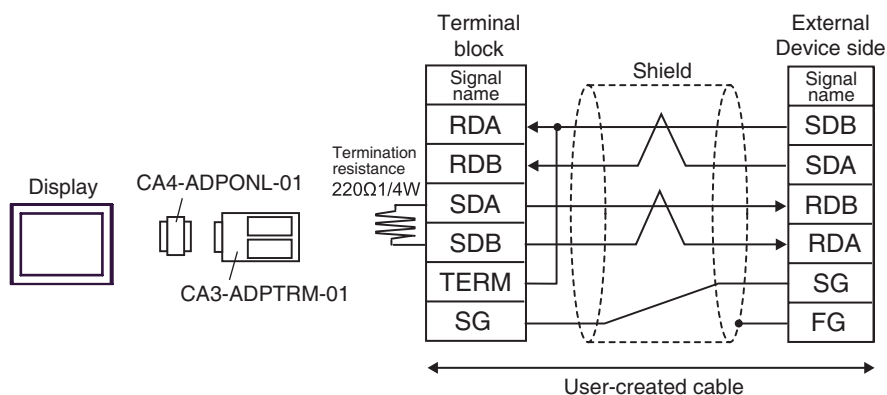 Terminal
block
External
Device side
Shield
Signal
name
Signal
name
RDA
SDB
Termination
resistance
220Ω1/4W
RDB
SDA
Display
CA4-ADPONL-01
SDA
RDB
SDB
RDA
CA3-ADPTRM-01
TERM
SG
SG
FG
User-created cable